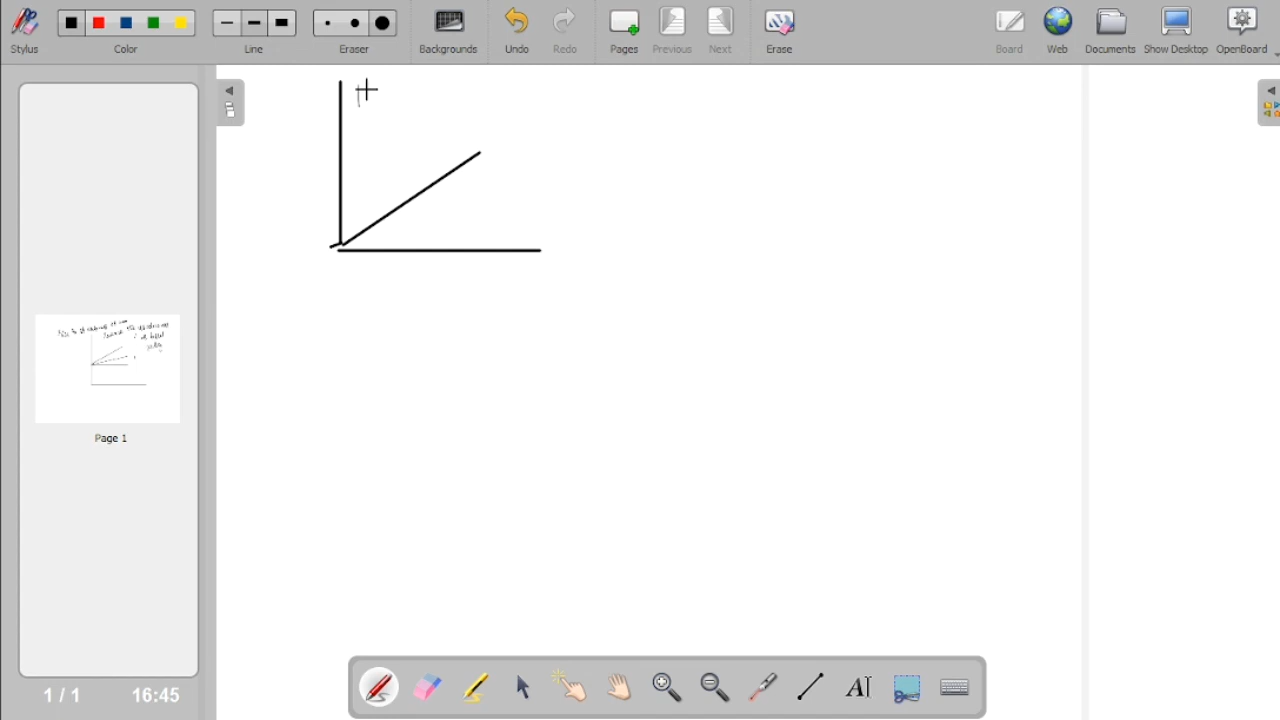 Stylus
Color
Line
Eraser
Backgrounds
Undo
Redo
Pages
Previous
Next
Erase
Board
Web
Documents
Show Desktop
OpenBoard
Page 1
1 / 1
16:45